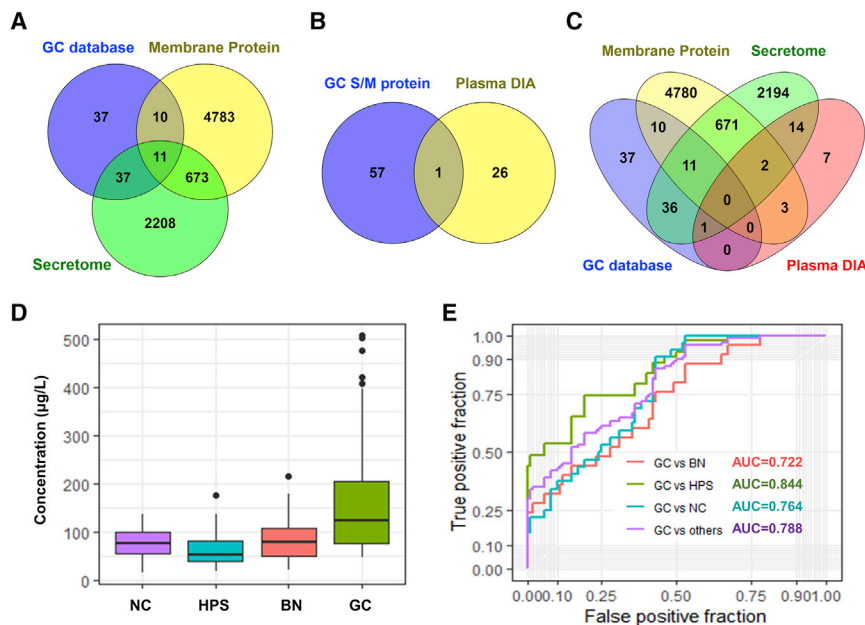 A
GC database Membrane Protein
37 10 4783
11
37 673
2208
Secretome
B
GC S/M protein Plasma DIA
57 1 26
C
Membrane Protein Secretome
4780 2194
10 671 14
37 11 2 7
0
36 3
1 0
0
GC database Plasma DIA
D
Concentration (μg/L)
500
400
300
200
100
0
NC HPS BN GC
E
True positive fraction
1.00
0.90
0.75
0.50
0.25
0.10
0.00
GC vs BN AUC=0.722
GC vs HPS AUC=0.844
GC vs NC AUC=0.764
GC vs others AUC=0.788
0.000.10 0.25 0.50 0.75 0.901.00
False positive fraction